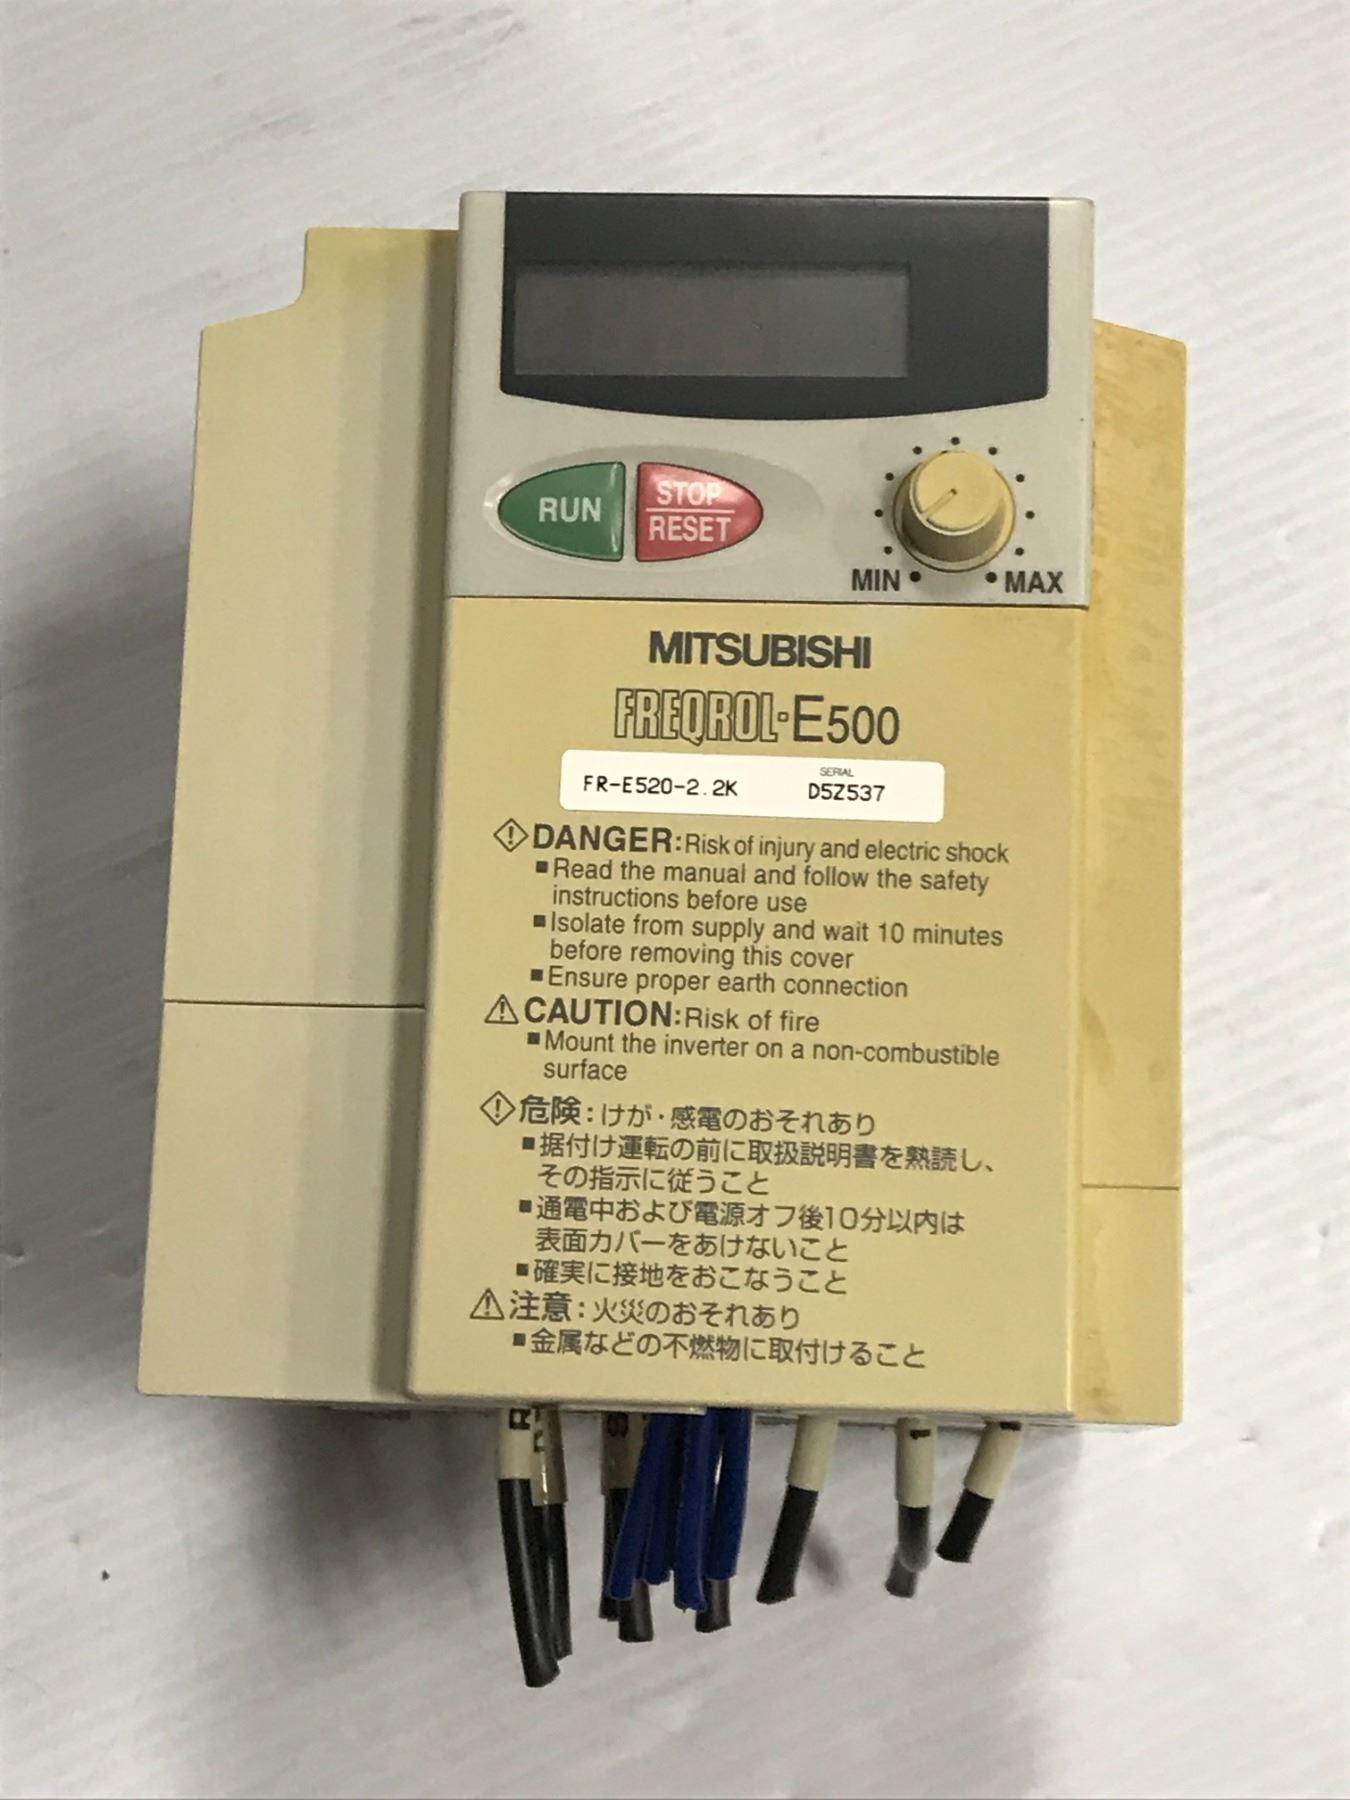 RUN
STOP
RESET
MIN MAX
MITSUBISHI
FREQROL-E500
SERIAL
FR-E520-2.2K D5Z537
DANGER:Risk of injury and electric shock
■Read the manual and follow the safety
instructions before use
■Isolate from supply and wait 10 minutes
before removing this cover
■Ensure proper earth connection
CAUTION:Risk of fire
■Mount the inverter on a non-combustible
surface
危険:けが・感電のおそれあり
■据付け運転の前に取扱説明書を熟読し、
その指示に従うこと
■通電中および電源オフ後10分以内は
表面カバーをあけないこと
■確実に接地をおこなうこと
注意:火災のおそれあり
■金属などの不燃物に取付けること
R